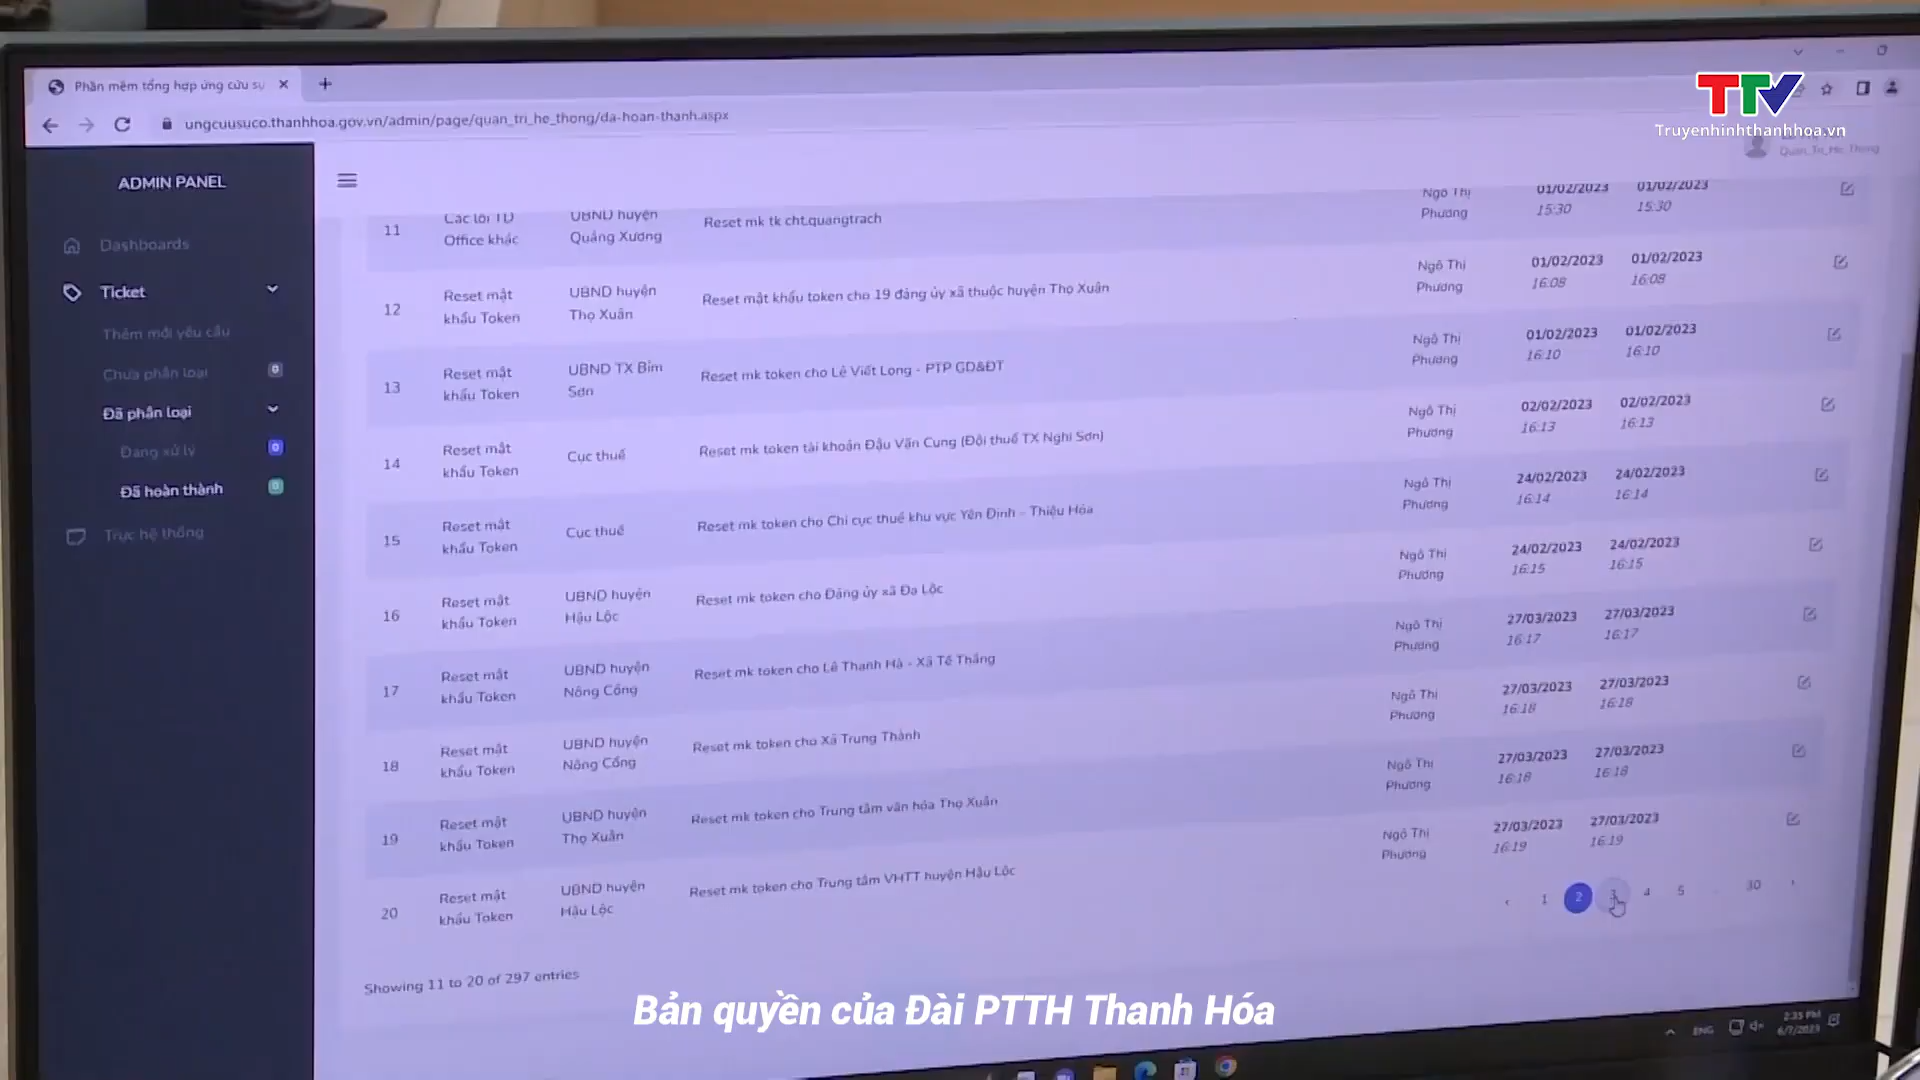 Phần mềm tổng hợp ứng cứu sự
ungcuusuco.thanhhoa.gov.vn/admin/page/quan_tri_he_thong/da-hoan-thanh.aspx
TTV
Truyenhinhthanhhoa.vn
Quan_Tri_He_Thong
ADMIN PANEL
Dashboards
Ticket
Thêm mới yêu cầu
Chưa phân loại 0
Đã phân loại
Đang xử lý 0
Đã hoàn thành 0
Trực hệ thống
11 Các lỗi TD Office khác UBND huyện Quảng Xương Reset mk tk cht.quangtrach Ngô Thị Phương 01/02/2023 15:30 01/02/2023 15:30
12 Reset mật khẩu Token UBND huyện Thọ Xuân Reset mật khẩu token cho 19 đảng ủy xã thuộc huyện Thọ Xuân Ngô Thị Phương 01/02/2023 16:08 01/02/2023 16:08
13 Reset mật khẩu Token UBND TX Bỉm Sơn Reset mk token cho Lê Viết Long - PTP GD&ĐT Ngô Thị Phương 01/02/2023 16:10 01/02/2023 16:10
14 Reset mật khẩu Token Cục thuế Reset mk token tài khoản Đậu Văn Cung (Đội thuế TX Nghi Sơn) Ngô Thị Phương 02/02/2023 16:13 02/02/2023 16:13
15 Reset mật khẩu Token Cục thuế Reset mk token cho Chi cục thuế khu vực Yên Định - Thiệu Hóa Ngô Thị Phương 24/02/2023 16:14 24/02/2023 16:14
16 Reset mật khẩu Token UBND huyện Hậu Lộc Reset mk token cho Đảng ủy xã Đa Lộc Ngô Thị Phương 24/02/2023 16:15 24/02/2023 16:15
17 Reset mật khẩu Token UBND huyện Nông Cống Reset mk token cho Lê Thanh Hà - Xã Tế Thắng Ngô Thị Phương 27/03/2023 16:17 27/03/2023 16:17
18 Reset mật khẩu Token UBND huyện Nông Cống Reset mk token cho Xã Trung Thành Ngô Thị Phương 27/03/2023 16:18 27/03/2023 16:18
19 Reset mật khẩu Token UBND huyện Thọ Xuân Reset mk token cho Trung tâm văn hóa Thọ Xuân Ngô Thị Phương 27/03/2023 16:18 27/03/2023 16:18
20 Reset mật khẩu Token UBND huyện Hậu Lộc Reset mk token cho Trung tâm VHTT huyện Hậu Lộc Ngô Thị Phương 27/03/2023 16:19 27/03/2023 16:19
‹ 1 2 3 4 5 ... 30 ›
Showing 11 to 20 of 297 entries
Bản quyền của Đài PTTH Thanh Hóa
ENG 2:35 PM
6/7/2023